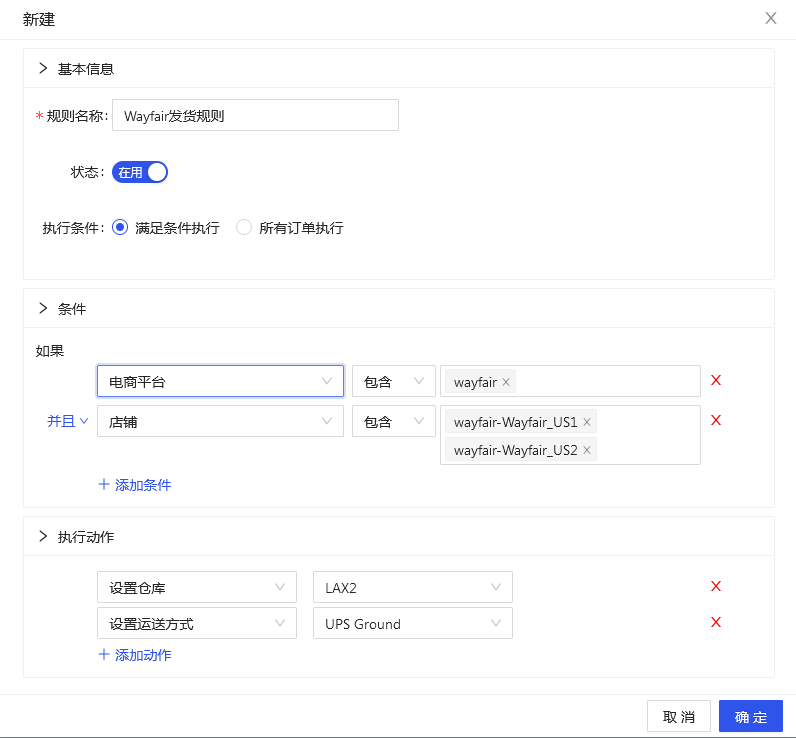 新建
基本信息
* 规则名称: Wayfair发货规则
状态: 在用
执行条件: 满足条件执行 所有订单执行
条件
如果
电商平台 包含 wayfair ×
并且 店铺 包含 wayfair-Wayfair_US1 ×
wayfair-Wayfair_US2 ×
+ 添加条件
执行动作
设置仓库 LAX2
设置运送方式 UPS Ground
+ 添加动作
取 消 确 定